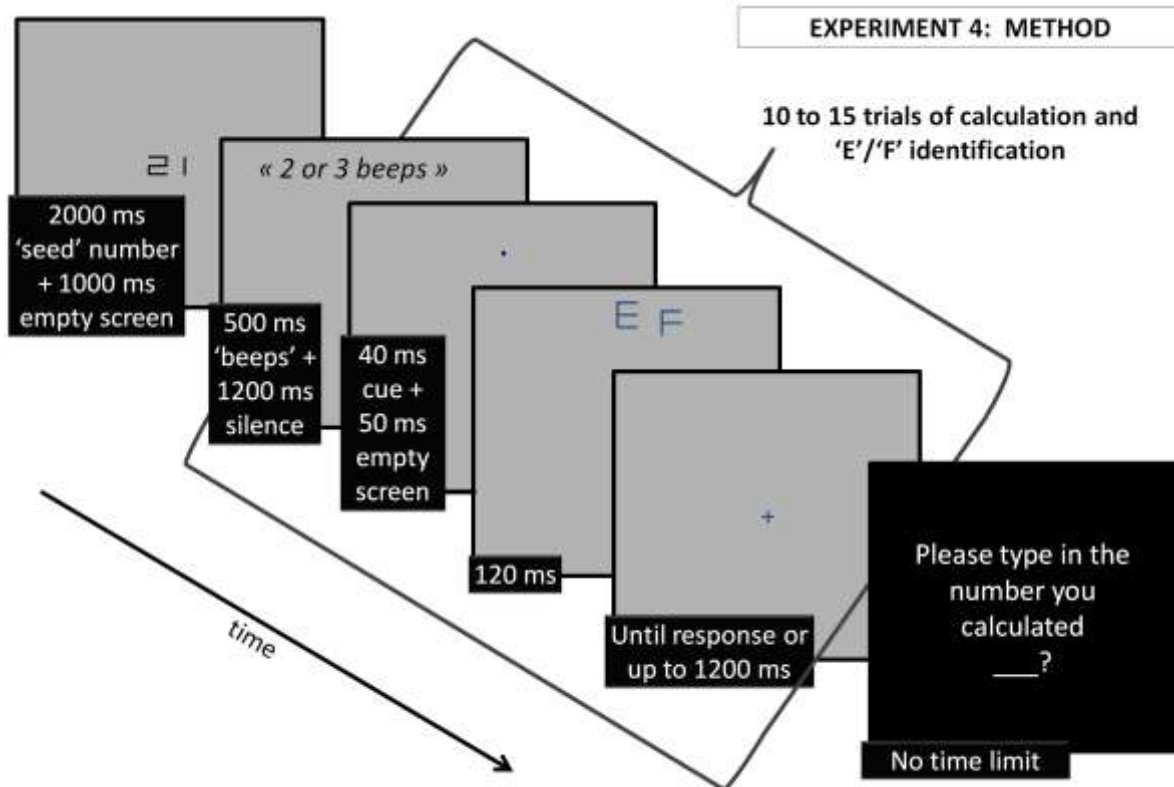 EXPERIMENT 4: METHOD
10 to 15 trials of calculation and
'E'/'F' identification
21
2000 ms
'seed' number
+ 1000 ms
empty screen
« 2 or 3 beeps »
500 ms
'beeps' +
1200 ms
silence
40 ms
cue +
50 ms
empty
screen
E F
120 ms
+
Until response or
up to 1200 ms
Please type in the
number you
calculated
___?
No time limit
time